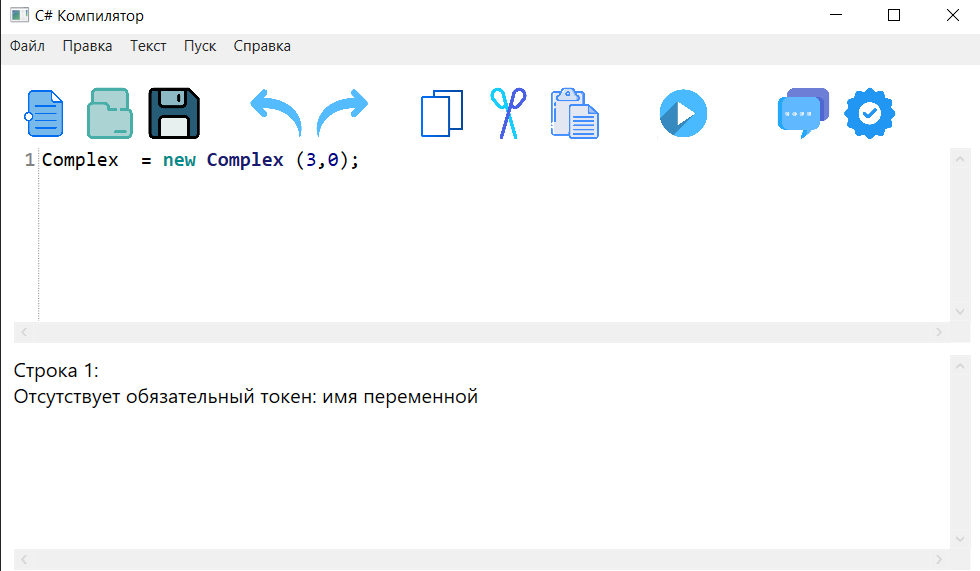 C# Компилятор
Файл Правка Текст Пуск Справка
1 Complex  = new Complex (3,0);
Строка 1:
Отсутствует обязательный токен: имя переменной